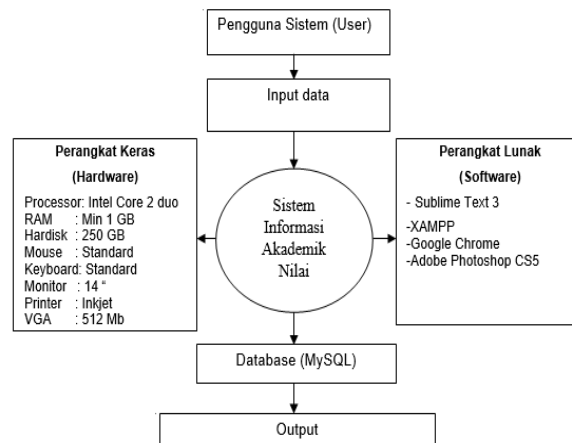 Pengguna Sistem (User)
Input data
Perangkat Keras
(Hardware)
Processor: Intel Core 2 duo
RAM : Min 1 GB
Hardisk : 250 GB
Mouse : Standard
Keyboard: Standard
Monitor : 14 “
Printer : Inkjet
VGA : 512 Mb
Sistem
Informasi
Akademik
Nilai
Perangkat Lunak
(Software)
- Sublime Text 3
-XAMPP
-Google Chrome
-Adobe Photoshop CS5
Database (MySQL)
Output